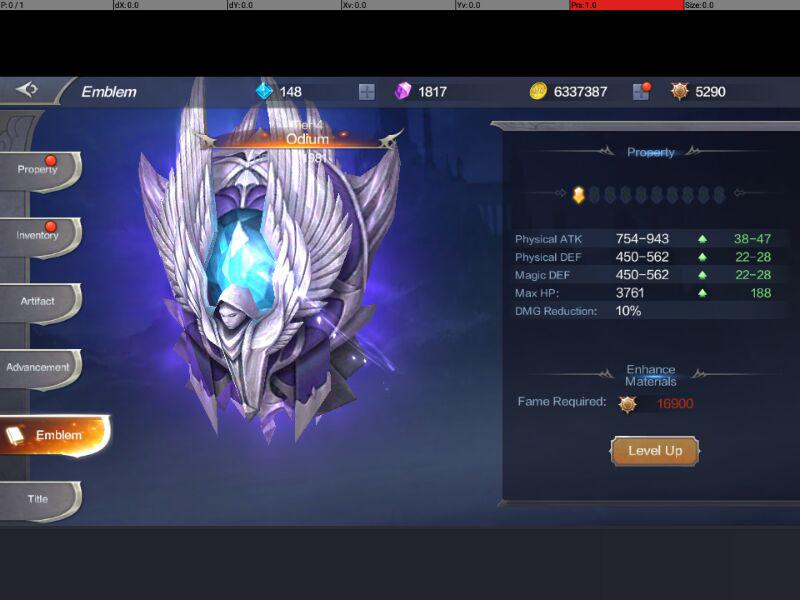 P: 0 / 1 dX: 0.0 dY: 0.0 Xv: 0.0 Yv: 0.0 Prs: 1.0 Size: 0.0
Emblem 148 1817 6337387 5290
Tier 4
Odium
1981
Property
Inventory
Artifact
Advancement
Emblem
Title
Property
Physical ATK 754-943 38-47
Physical DEF 450-562 22-28
Magic DEF 450-562 22-28
Max HP: 3761 188
DMG Reduction: 10%
Enhance
Materials
Fame Required: 16900
Level Up